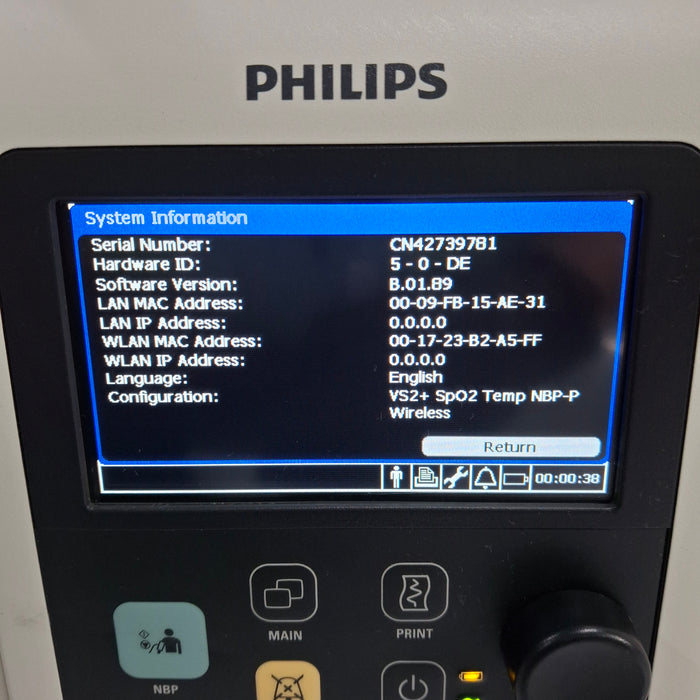 PHILIPS
System Information
Serial Number: CN42739781
Hardware ID: 5 - 0 - DE
Software Version: B.01.89
LAN MAC Address: 00-09-FB-15-AE-31
LAN IP Address: 0.0.0.0
WLAN MAC Address: 00-17-23-B2-A5-FF
WLAN IP Address: 0.0.0.0
Language: English
Configuration: VS2+ SpO2 Temp NBP-P
Wireless
Return
00:00:38
MAIN
PRINT
NBP